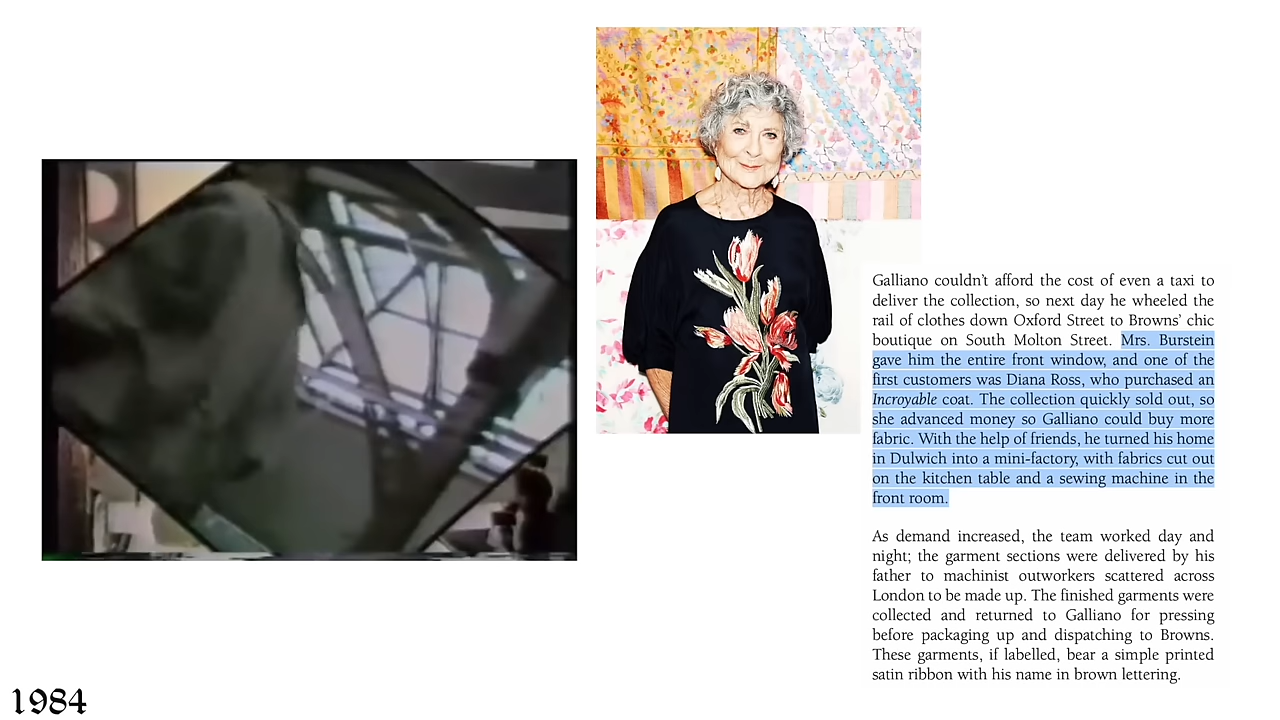 Galliano couldn't afford the cost of even a taxi to
deliver the collection, so next day he wheeled the
rail of clothes down Oxford Street to Browns' chic
boutique on South Molton Street. Mrs. Burstein
gave him the entire front window, and one of the
first customers was Diana Ross, who purchased an
Incroyable coat. The collection quickly sold out, so
she advanced money so Galliano could buy more
fabric. With the help of friends, he turned his home
in Dulwich into a mini-factory, with fabrics cut out
on the kitchen table and a sewing machine in the
front room.
As demand increased, the team worked day and
night; the garment sections were delivered by his
father to machinist outworkers scattered across
London to be made up. The finished garments were
collected and returned to Galliano for pressing
before packaging up and dispatching to Browns.
These garments, if labelled, bear a simple printed
satin ribbon with his name in brown lettering.
1984